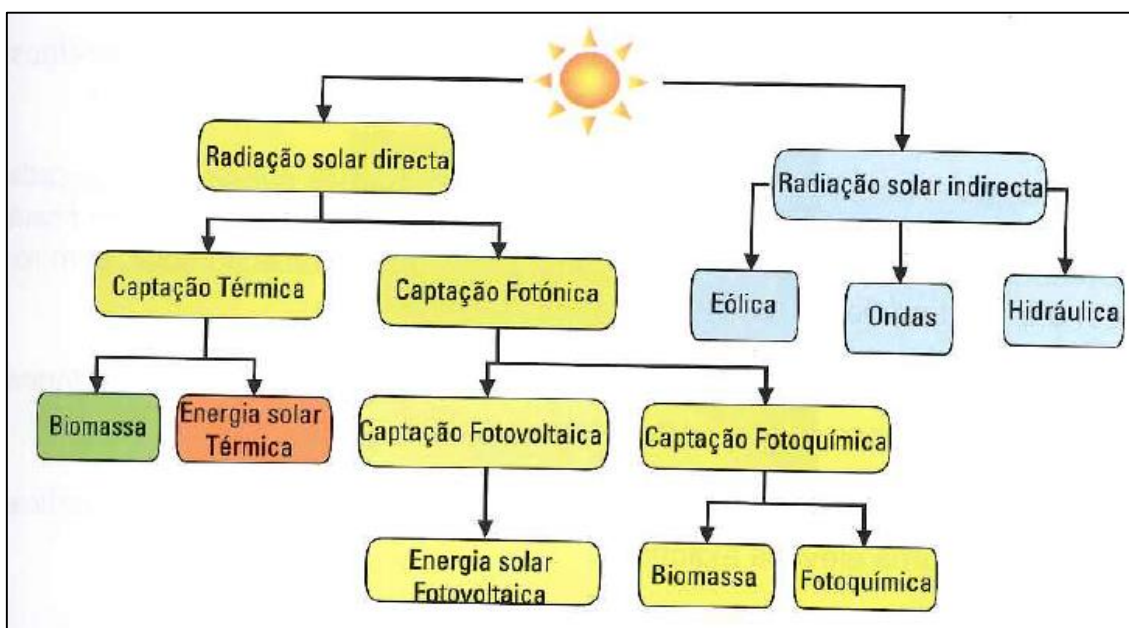 Radiação solar directa
Radiação solar indirecta
Captação Térmica
Captação Fotónica
Eólica
Ondas
Hidráulica
Biomassa
Energia solar
Térmica
Captação Fotovoltaica
Captação Fotoquímica
Energia solar
Fotovoltaica
Biomassa
Fotoquímica